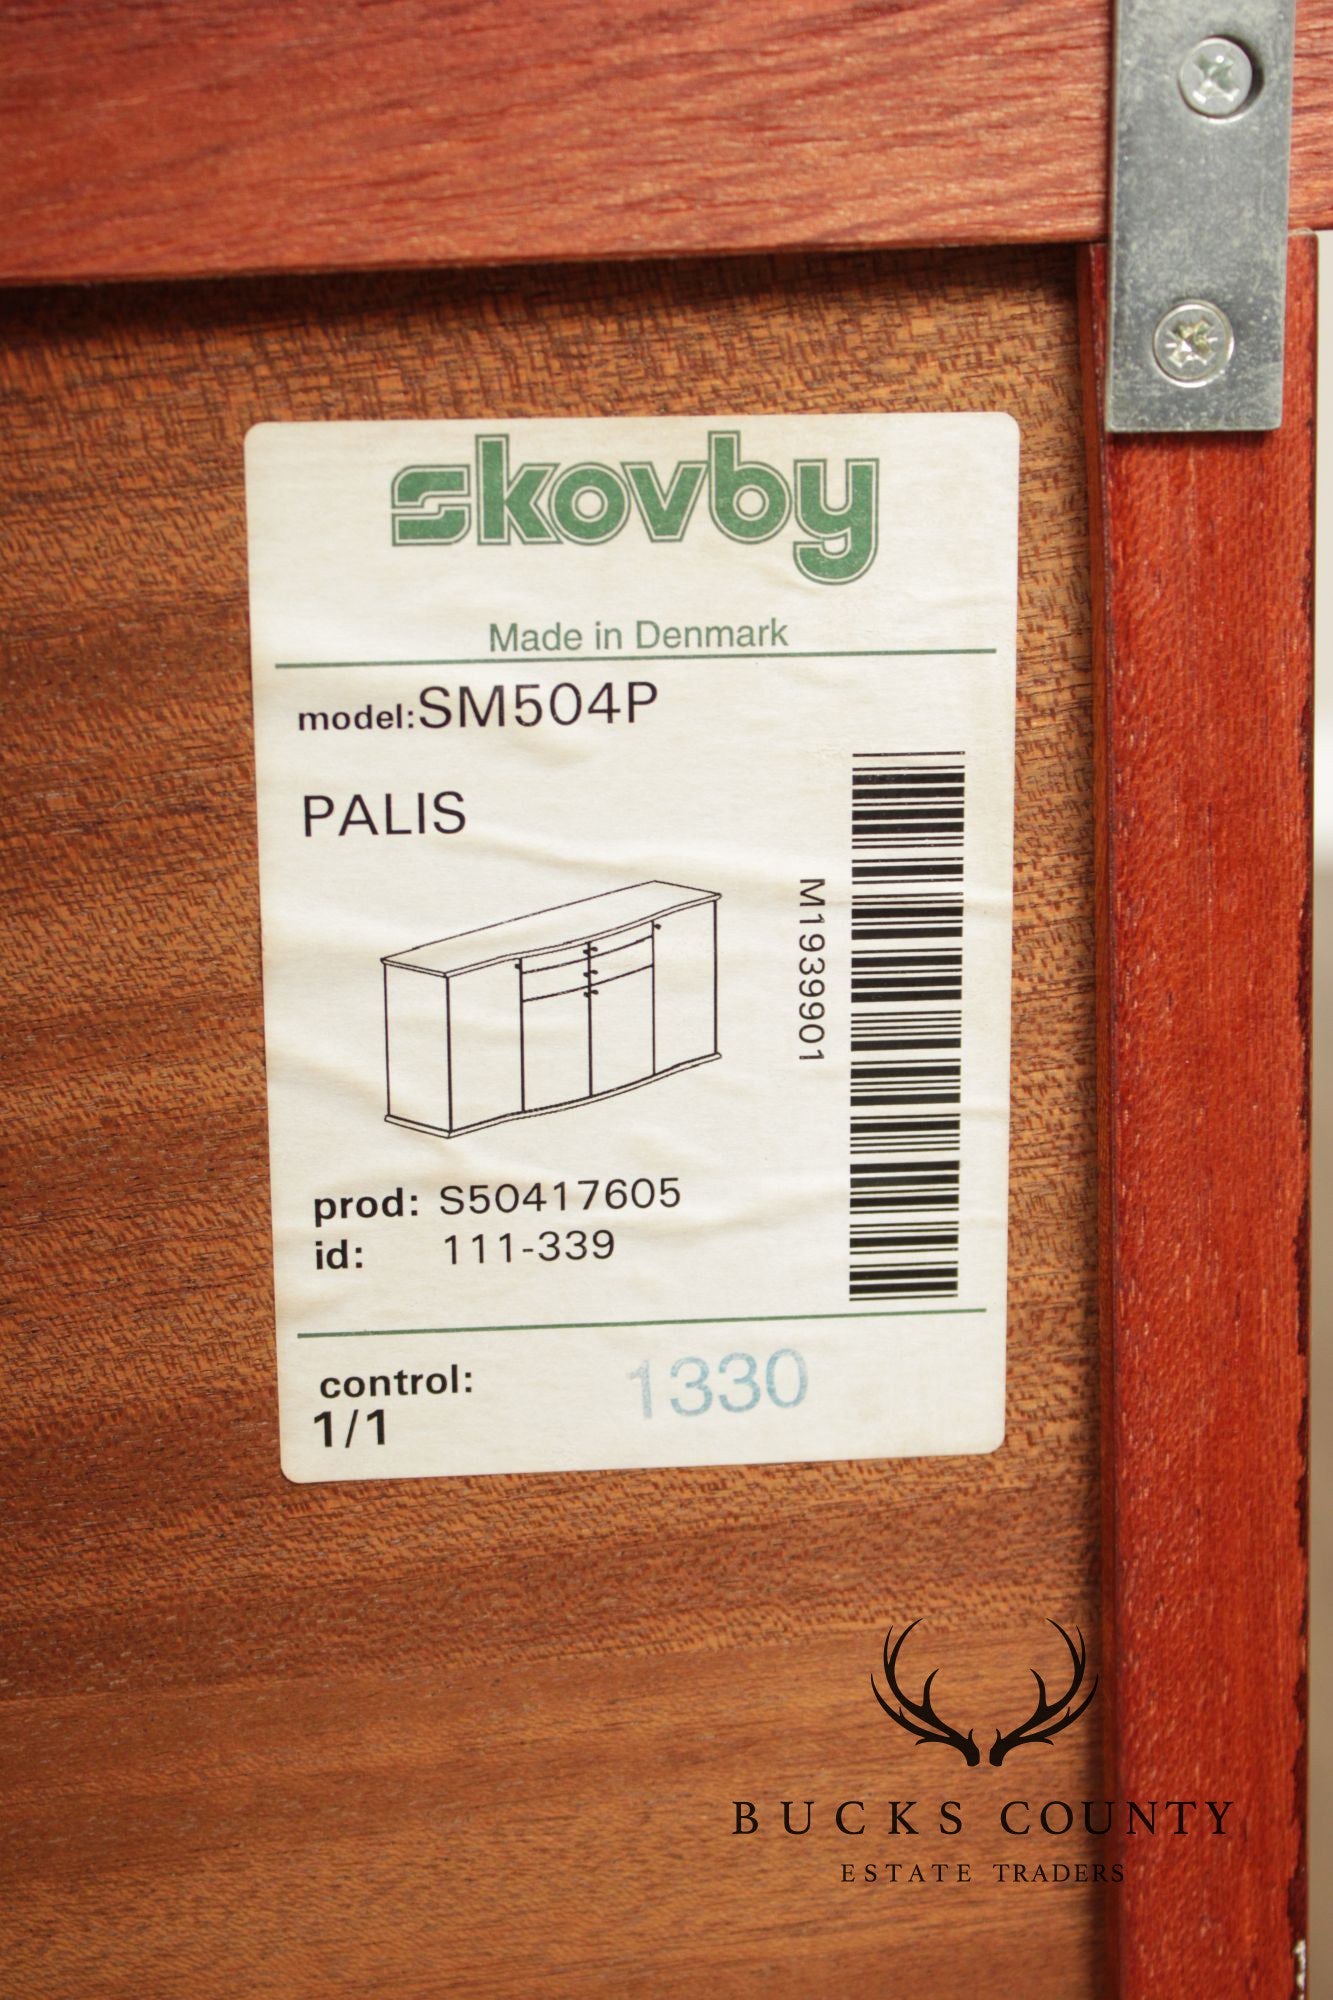 skovby
Made in Denmark
model:SM504P
PALIS
M1939901
prod: S50417605
id: 111-339
control: 1330
1/1
BUCKS COUNTY
ESTATE TRADERS